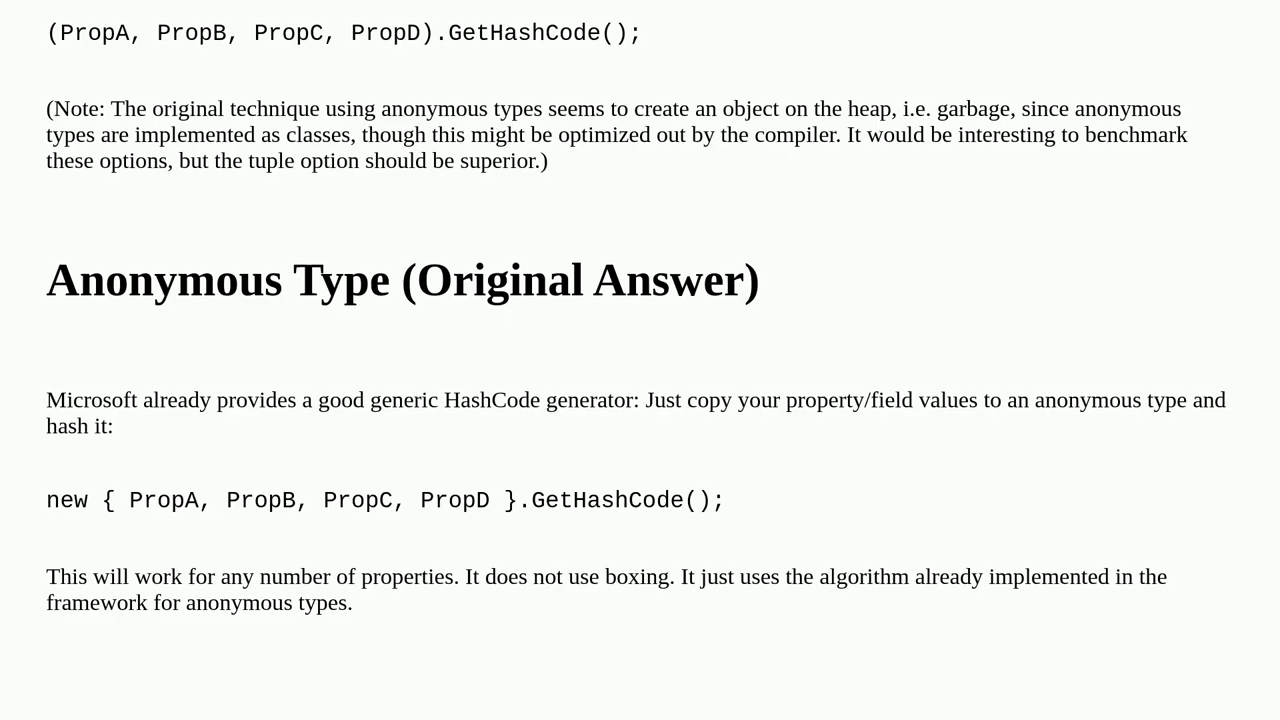 (PropA, PropB, PropC, PropD).GetHashCode();
(Note: The original technique using anonymous types seems to create an object on the heap, i.e. garbage, since anonymous
types are implemented as classes, though this might be optimized out by the compiler. It would be interesting to benchmark
these options, but the tuple option should be superior.)
Anonymous Type (Original Answer)
Microsoft already provides a good generic HashCode generator: Just copy your property/field values to an anonymous type and
hash it:
new { PropA, PropB, PropC, PropD }.GetHashCode();
This will work for any number of properties. It does not use boxing. It just uses the algorithm already implemented in the
framework for anonymous types.